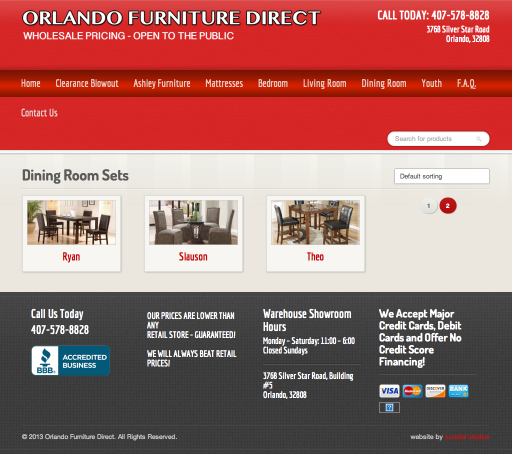 ORLANDO FURNITURE DIRECT
WHOLESALE PRICING - OPEN TO THE PUBLIC
CALL TODAY: 407-578-8828
3768 Silver Star Road
Orlando, 32808
Home Clearance Blowout Ashley Furniture Mattresses Bedroom Living Room Dining Room Youth F.A.Q.
Contact Us
Search for products
Dining Room Sets
Default sorting
Ryan
Slauson
Theo
1 2
Call Us Today
407-578-8828
BBB
ACCREDITED
BUSINESS
OUR PRICES ARE LOWER THAN
ANY
RETAIL STORE - GUARANTEED!
WE WILL ALWAYS BEAT RETAIL
PRICES!
Warehouse Showroom
Hours
Monday - Saturday: 11:00 - 6:00
Closed Sundays
3768 Silver Star Road, Building
#5
Orlando, 32808
We Accept Major
Credit Cards, Debit
Cards and Offer No
Credit Score
Financing!
VISA MasterCard DISCOVER BANK
© 2013 Orlando Furniture Direct. All Rights Reserved.
website by